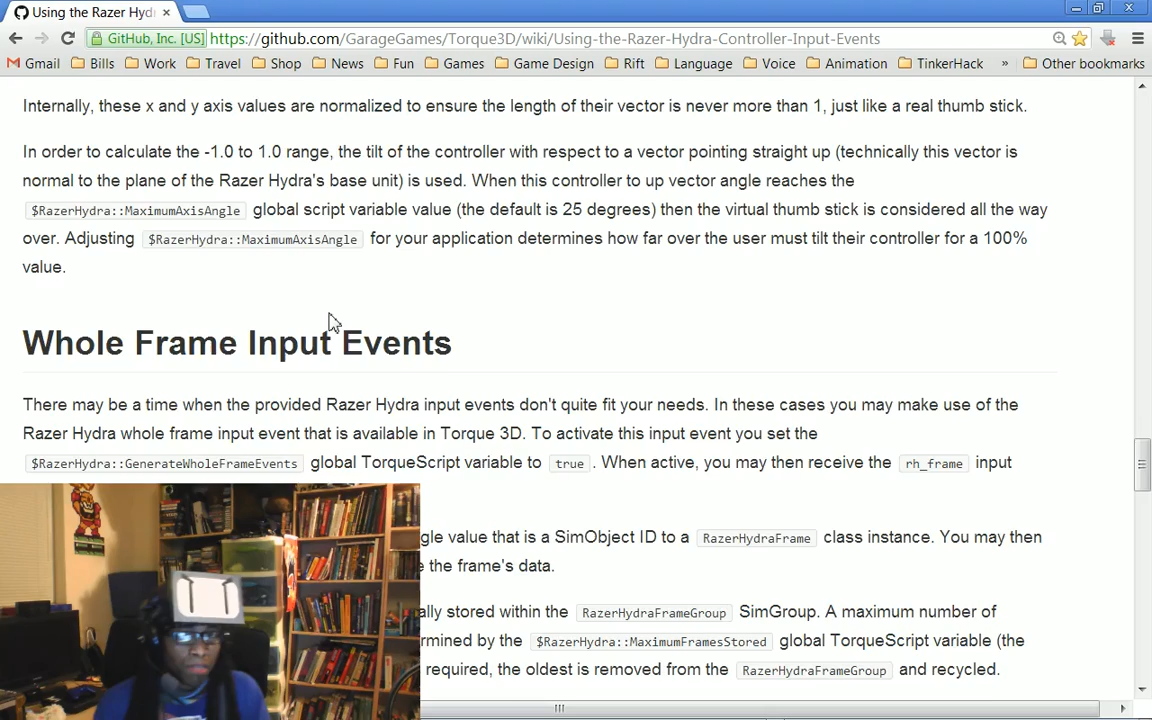 Using the Razer Hydr
GitHub, Inc. [US] https://github.com/GarageGames/Torque3D/wiki/Using-the-Razer-Hydra-Controller-Input-Events
Gmail Bills Work Travel Shop News Fun Games Game Design Rift Language Voice Animation TinkerHack » Other bookmarks
Internally, these x and y axis values are normalized to ensure the length of their vector is never more than 1, just like a real thumb stick.
In order to calculate the -1.0 to 1.0 range, the tilt of the controller with respect to a vector pointing straight up (technically this vector is
normal to the plane of the Razer Hydra's base unit) is used. When this controller to up vector angle reaches the
$RazerHydra::MaximumAxisAngle global script variable value (the default is 25 degrees) then the virtual thumb stick is considered all the way
over. Adjusting $RazerHydra::MaximumAxisAngle for your application determines how far over the user must tilt their controller for a 100%
value.
Whole Frame Input Events
There may be a time when the provided Razer Hydra input events don't quite fit your needs. In these cases you may make use of the
Razer Hydra whole frame input event that is available in Torque 3D. To activate this input event you set the
$RazerHydra::GenerateWholeFrameEvents global TorqueScript variable to true . When active, you may then receive the rh_frame input
gle value that is a SimObject ID to a RazerHydraFrame class instance. You may then
e the frame's data.
ally stored within the RazerHydraFrameGroup SimGroup. A maximum number of
ermined by the $RazerHydra::MaximumFramesStored global TorqueScript variable (the
required, the oldest is removed from the RazerHydraFrameGroup and recycled.